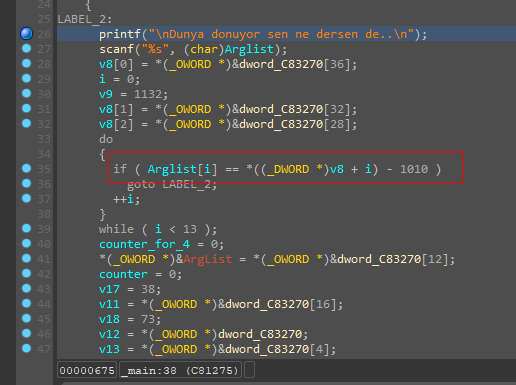 24 {
25 LABEL_2:
26 printf("\nDunya donuyor sen ne dersen de..\n");
27 scanf("%s", (char)Arglist);
28 v8[0] = *(_OWORD *)&dword_C83270[36];
29 i = 0;
30 v9 = 1132;
31 v8[1] = *(_OWORD *)&dword_C83270[32];
32 v8[2] = *(_OWORD *)&dword_C83270[28];
33 do
34 {
35 if ( Arglist[i] == *((_DWORD *)v8 + i) - 1010 )
36 goto LABEL_2;
37 ++i;
38 }
39 while ( i < 13 );
40 counter_for_4 = 0;
41 *(_OWORD *)&ArgList = *(_OWORD *)&dword_C83270[12];
42 counter = 0;
43 v17 = 38;
44 v11 = *(_OWORD *)&dword_C83270[16];
45 v18 = 73;
46 v12 = *(_OWORD *)dword_C83270;
47 v13 = *(_OWORD *)&dword_C83270[4];
00000675 _main:38 (C81275)